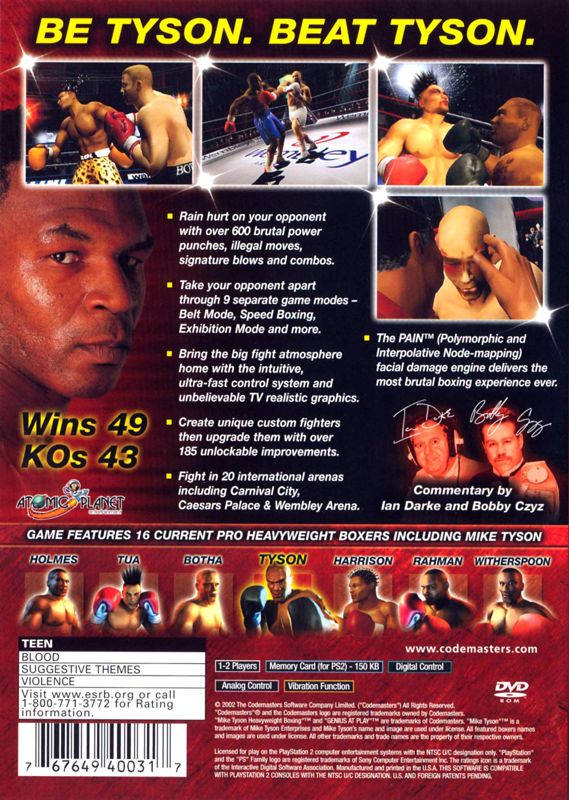 BE TYSON. BEAT TYSON.
Rain hurt on your opponent
with over 600 brutal power
punches, illegal moves,
signature blows and combos.
Take your opponent apart
through 9 separate game modes –
Belt Mode, Speed Boxing,
Exhibition Mode and more.
Bring the big fight atmosphere
home with the intuitive,
ultra-fast control system and
unbelievable TV realistic graphics.
Create unique custom fighters
then upgrade them with over
185 unlockable improvements.
Fight in 20 international arenas
including Carnival City,
Caesars Palace & Wembley Arena.
The PAIN™ (Polymorphic and
Interpolative Node-mapping)
facial damage engine delivers the
most brutal boxing experience ever.
Wins 49
KOs 43
ATOMIC PLANET
Commentary by
Ian Darke and Bobby Czyz
GAME FEATURES 16 CURRENT PRO HEAVYWEIGHT BOXERS INCLUDING MIKE TYSON
HOLMES TUA BOTHA TYSON HARRISON RAHMAN WITHERSPOON
www.codemasters.com
TEEN
BLOOD
SUGGESTIVE THEMES
VIOLENCE
Visit www.esrb.org or call
1-800-771-3772 for Rating
information.
1-2 Players Memory Card (for PS2) - 150 KB Digital Control
Analog Control Vibration Function
DVD
ROM
© 2002 The Codemasters Software Company Limited. ("Codemasters") All Rights Reserved.
"Codemasters"® and the Codemasters logo are registered trademarks owned by Codemasters.
"Mike Tyson Heavyweight Boxing"™ and "GENIUS AT PLAY"™ are trademarks of Codemasters. "Mike Tyson"™ is a
trademark of Mike Tyson Enterprises and Mike Tyson's name and image are used under license. All featured boxers names
and images are used under license. All other trademarks and trade names are the property of their respective owners.
Licensed for play on the PlayStation 2 computer entertainment systems with the NTSC U/C designation only. "PlayStation"
and the "PS" Family logo are registered trademarks of Sony Computer Entertainment Inc. The ratings icon is a trademark
of the Interactive Digital Software Association. Manufactured and printed in the U.S.A. THIS SOFTWARE IS COMPATIBLE
WITH PLAYSTATION 2 CONSOLES WITH THE NTSC U/C DESIGNATION. U.S. AND FOREIGN PATENTS PENDING.
7 67649 40031 7